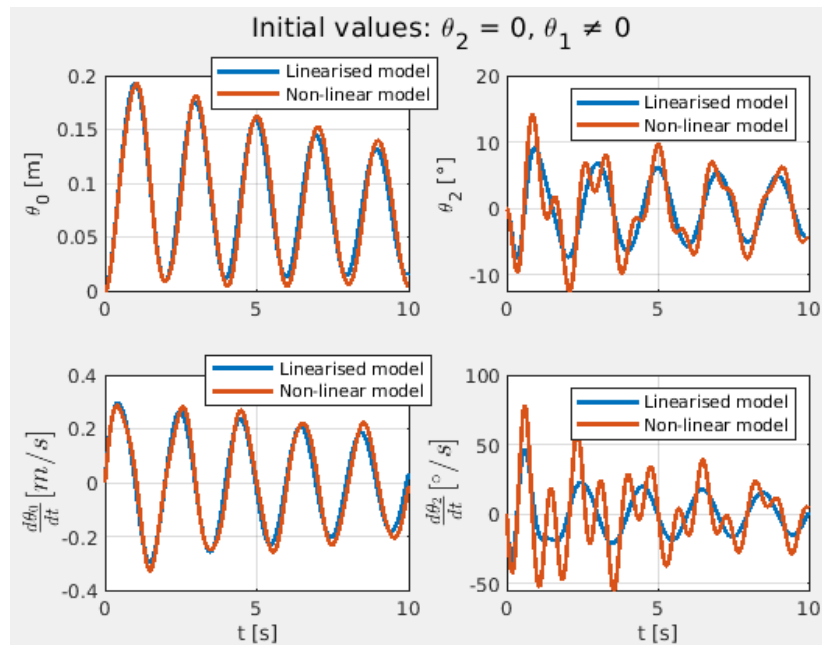 Initial values: θ₂ = 0, θ₁ ≠ 0
Linearised model
Non-linear model
θ₀ [m]
0.2
0.15
0.1
0.05
0
0
5
10
Linearised model
Non-linear model
θ₂ [°]
20
10
0
-10
0
5
10
Linearised model
Non-linear model
dθ₀/dt [m/s]
0.4
0.2
0
-0.2
-0.4
0
5
10
t [s]
Linearised model
Non-linear model
dθ₂/dt [°/s]
100
50
0
-50
0
5
10
t [s]